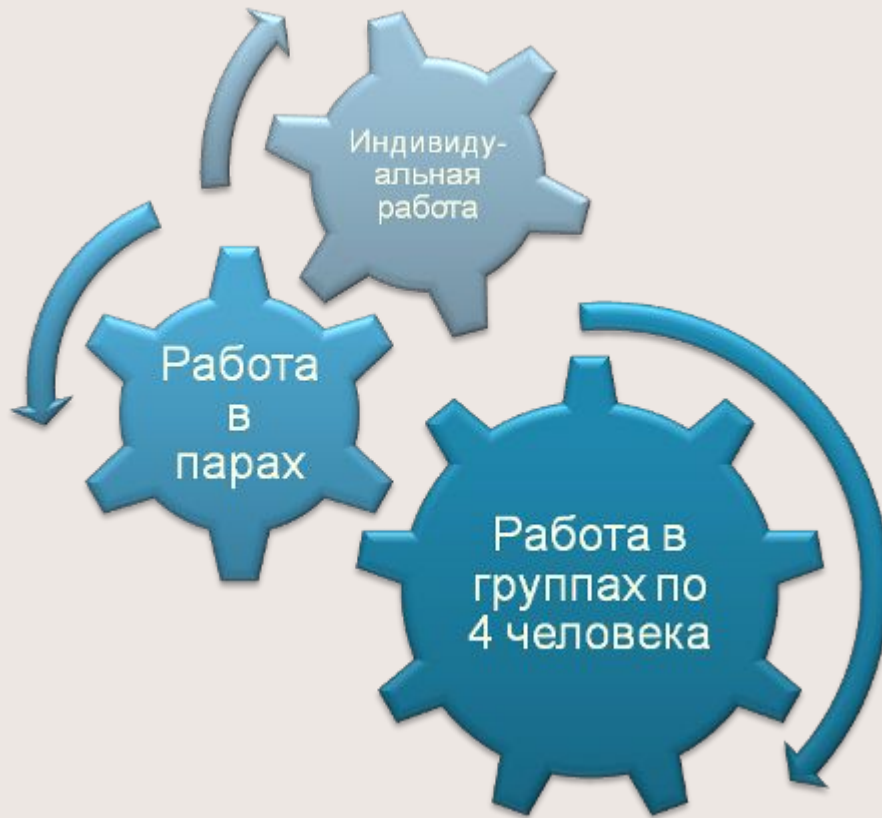 Индивиду-
альная
работа
Работа
в
парах
Работа в
группах по
4 человека